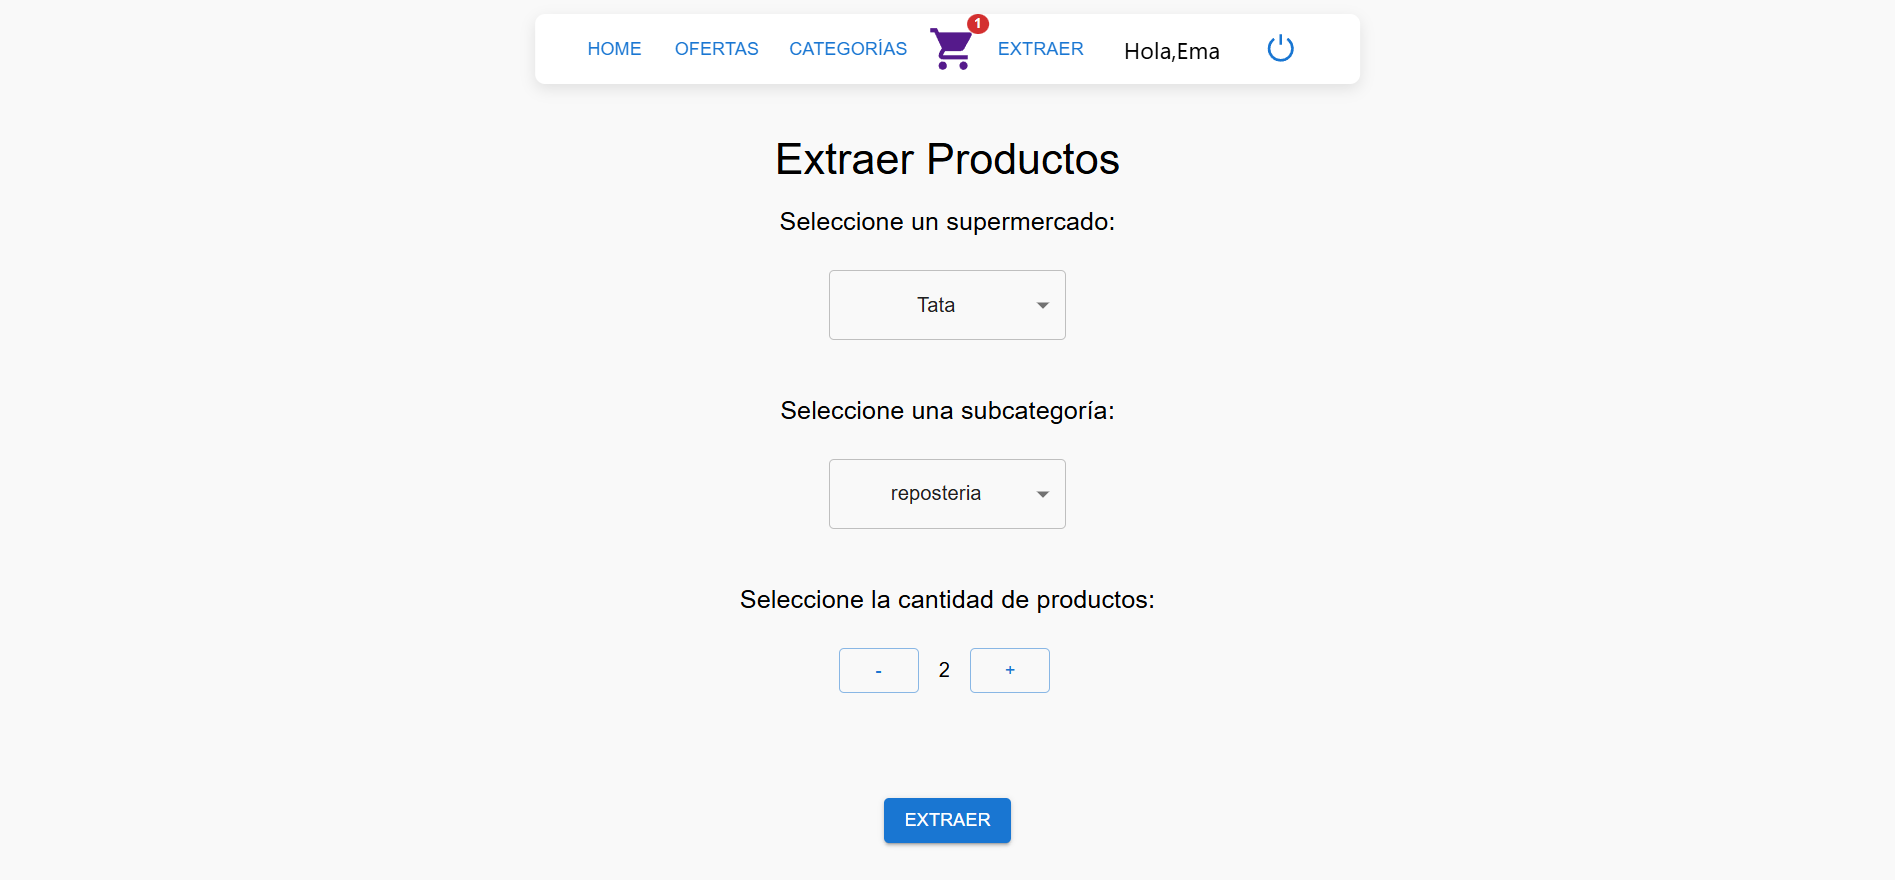 HOME OFERTAS CATEGORÍAS 1 EXTRAER Hola,Ema
Extraer Productos
Seleccione un supermercado:
Tata
Seleccione una subcategoría:
reposteria
Seleccione la cantidad de productos:
- 2 +
EXTRAER